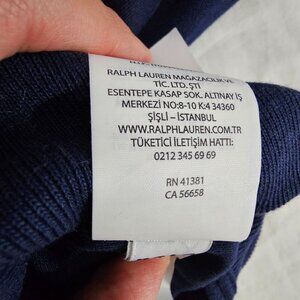 RALPH LAUREN MAĞAZACILIK VE
TİC. LTD. ŞTİ
ESENTEPE KASAP SOK. ALTINAY İŞ
MERKEZİ NO:8-10 K:4 34360
ŞİŞLİ – İSTANBUL
WWW.RALPHLAUREN.COM.TR
TÜKETİCİ İLETİŞİM HATTI:
0212 345 69 69
RN 41381
CA 56658